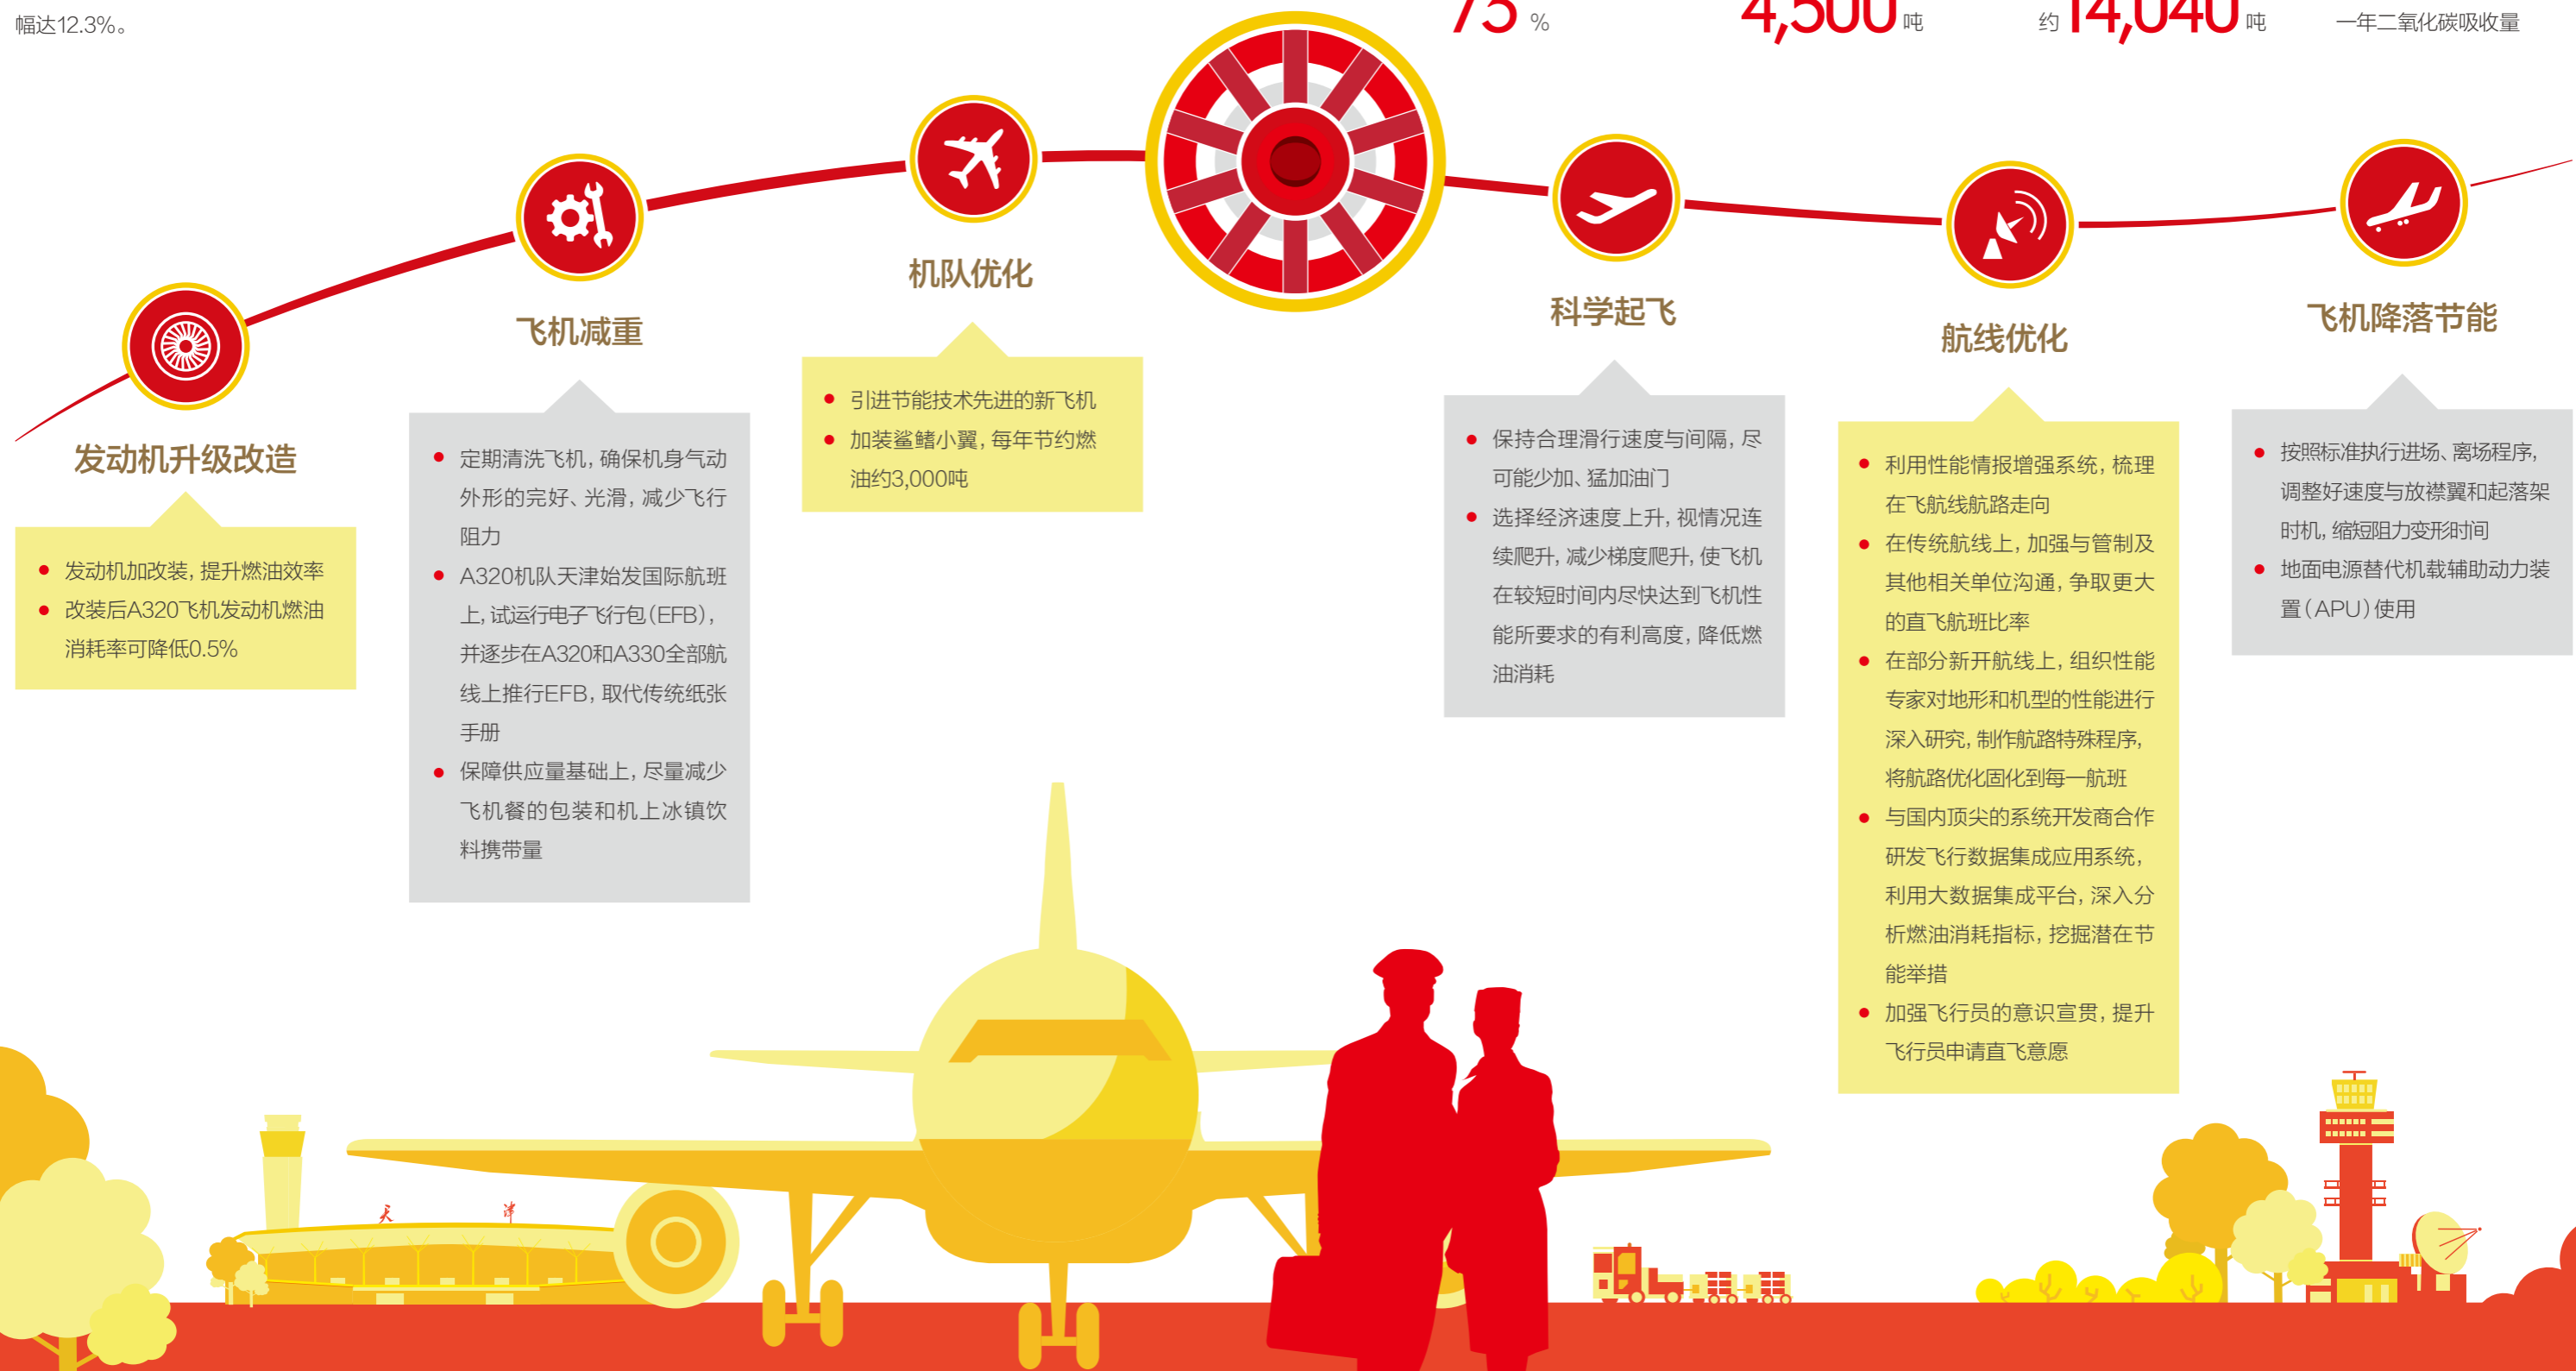 幅达12.3%。
%
4,500 吨
约 14,040 吨
一年二氧化碳吸收量
发动机升级改造
发动机加改装，提升燃油效率
改装后A320飞机发动机燃油
消耗率可降低0.5%
飞机减重
定期清洗飞机，确保机身气动
外形的完好、光滑，减少飞行
阻力
A320机队天津始发国际航班
上，试运行电子飞行包（EFB），
并逐步在A320和A330全部航
线上推行EFB，取代传统纸张
手册
保障供应量基础上，尽量减少
飞机餐的包装和机上冰镇饮
料携带量
机队优化
引进节能技术先进的新飞机
加装鲨鳍小翼，每年节约燃
油约3,000吨
科学起飞
保持合理滑行速度与间隔，尽
可能少加、猛加油门
选择经济速度上升，视情况连
续爬升，减少梯度爬升，使飞机
在较短时间内尽快达到飞机性
能所要求的有利高度，降低燃
油消耗
航线优化
利用性能情报增强系统，梳理
在飞航线航路走向
在传统航线上，加强与管制及
其他相关单位沟通，争取更大
的直飞航班比率
在部分新开航线上，组织性能
专家对地形和机型的性能进行
深入研究，制作航路特殊程序，
将航路优化固化到每一航班
与国内顶尖的系统开发商合作
研发飞行数据集成应用系统，
利用大数据集成平台，深入分
析燃油消耗指标，挖掘潜在节
能举措
加强飞行员的意识宣贯，提升
飞行员申请直飞意愿
飞机降落节能
按照标准执行进场、离场程序，
调整好速度与放襟翼和起落架
时机，缩短阻力变形时间
地面电源替代机载辅助动力装
置（APU）使用
天 津